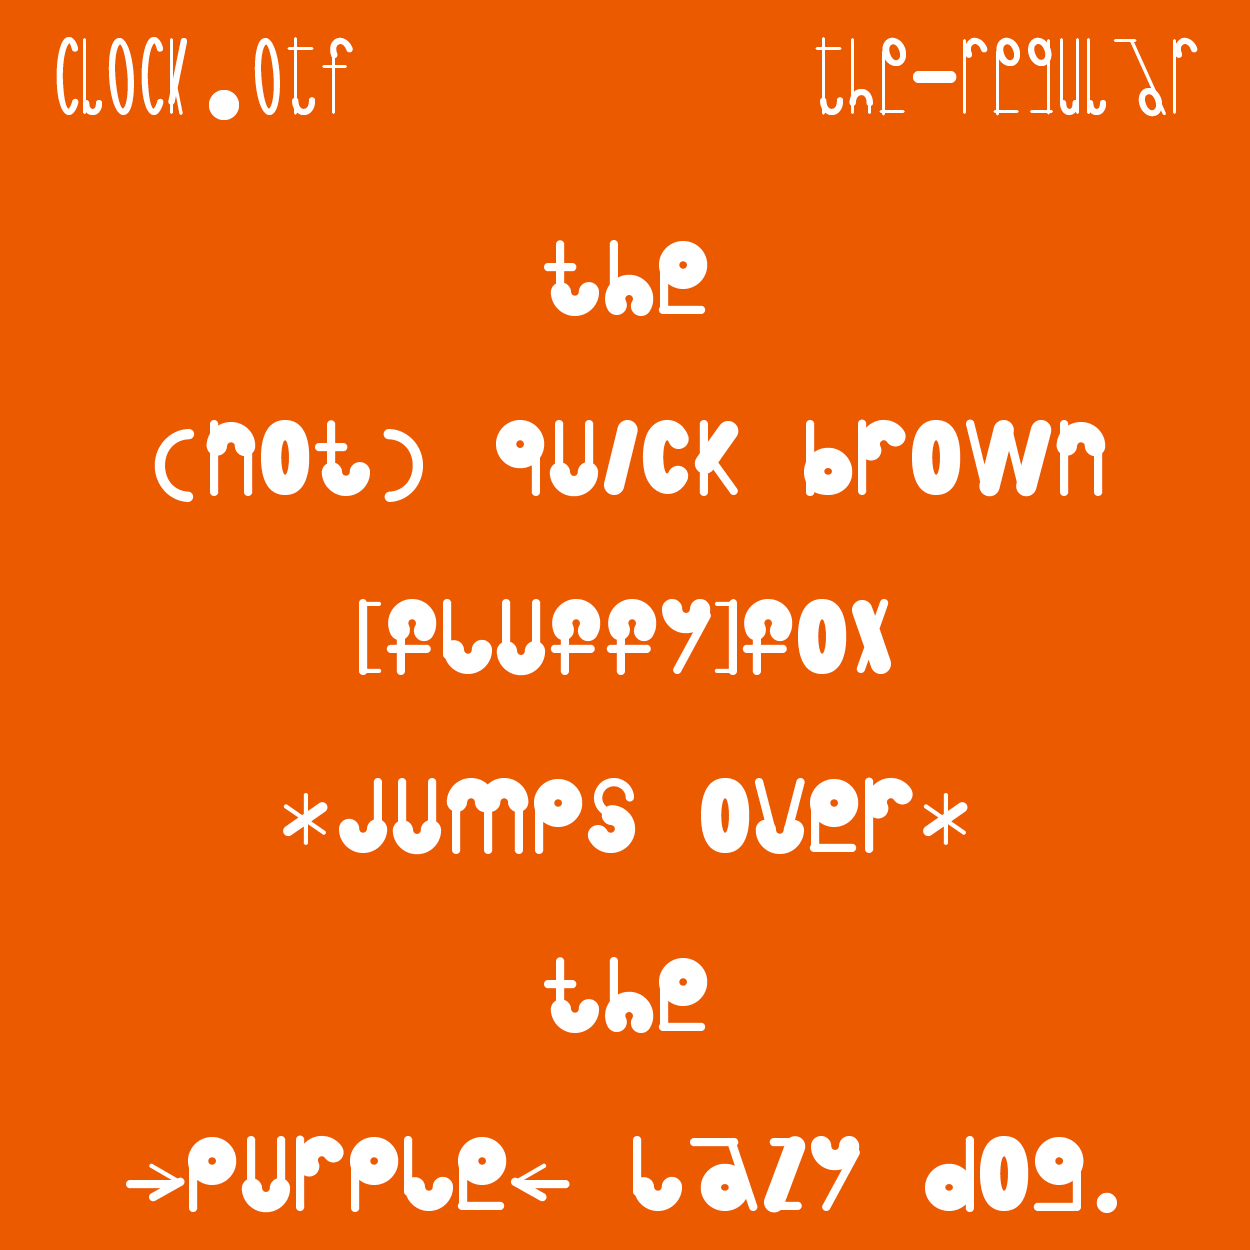 clock.otf the-regular
the
(not) quick brown
[fluffy]fox
*jumps over*
the
→purple← lazy dog.